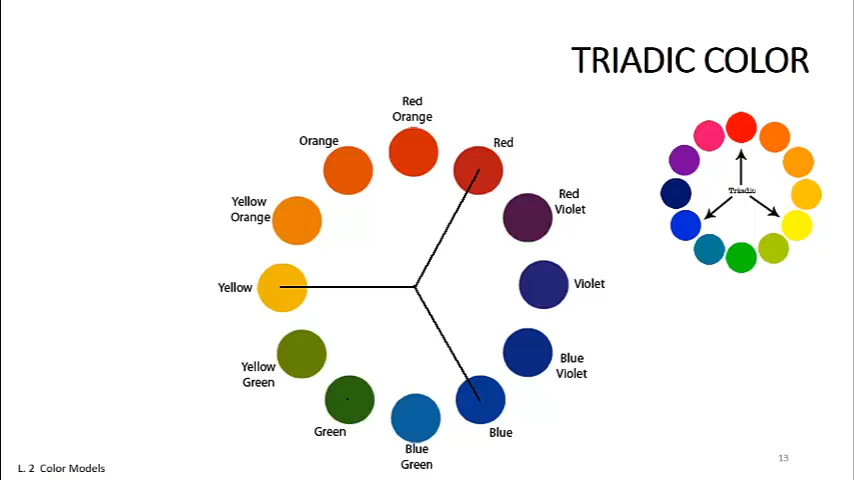 TRIADIC COLOR
Red
Orange
Orange
Red
Yellow
Orange
Red
Violet
Yellow
Violet
Yellow
Green
Blue
Violet
Green
Blue
Blue
Green
Triadic
L. 2 Color Models
13